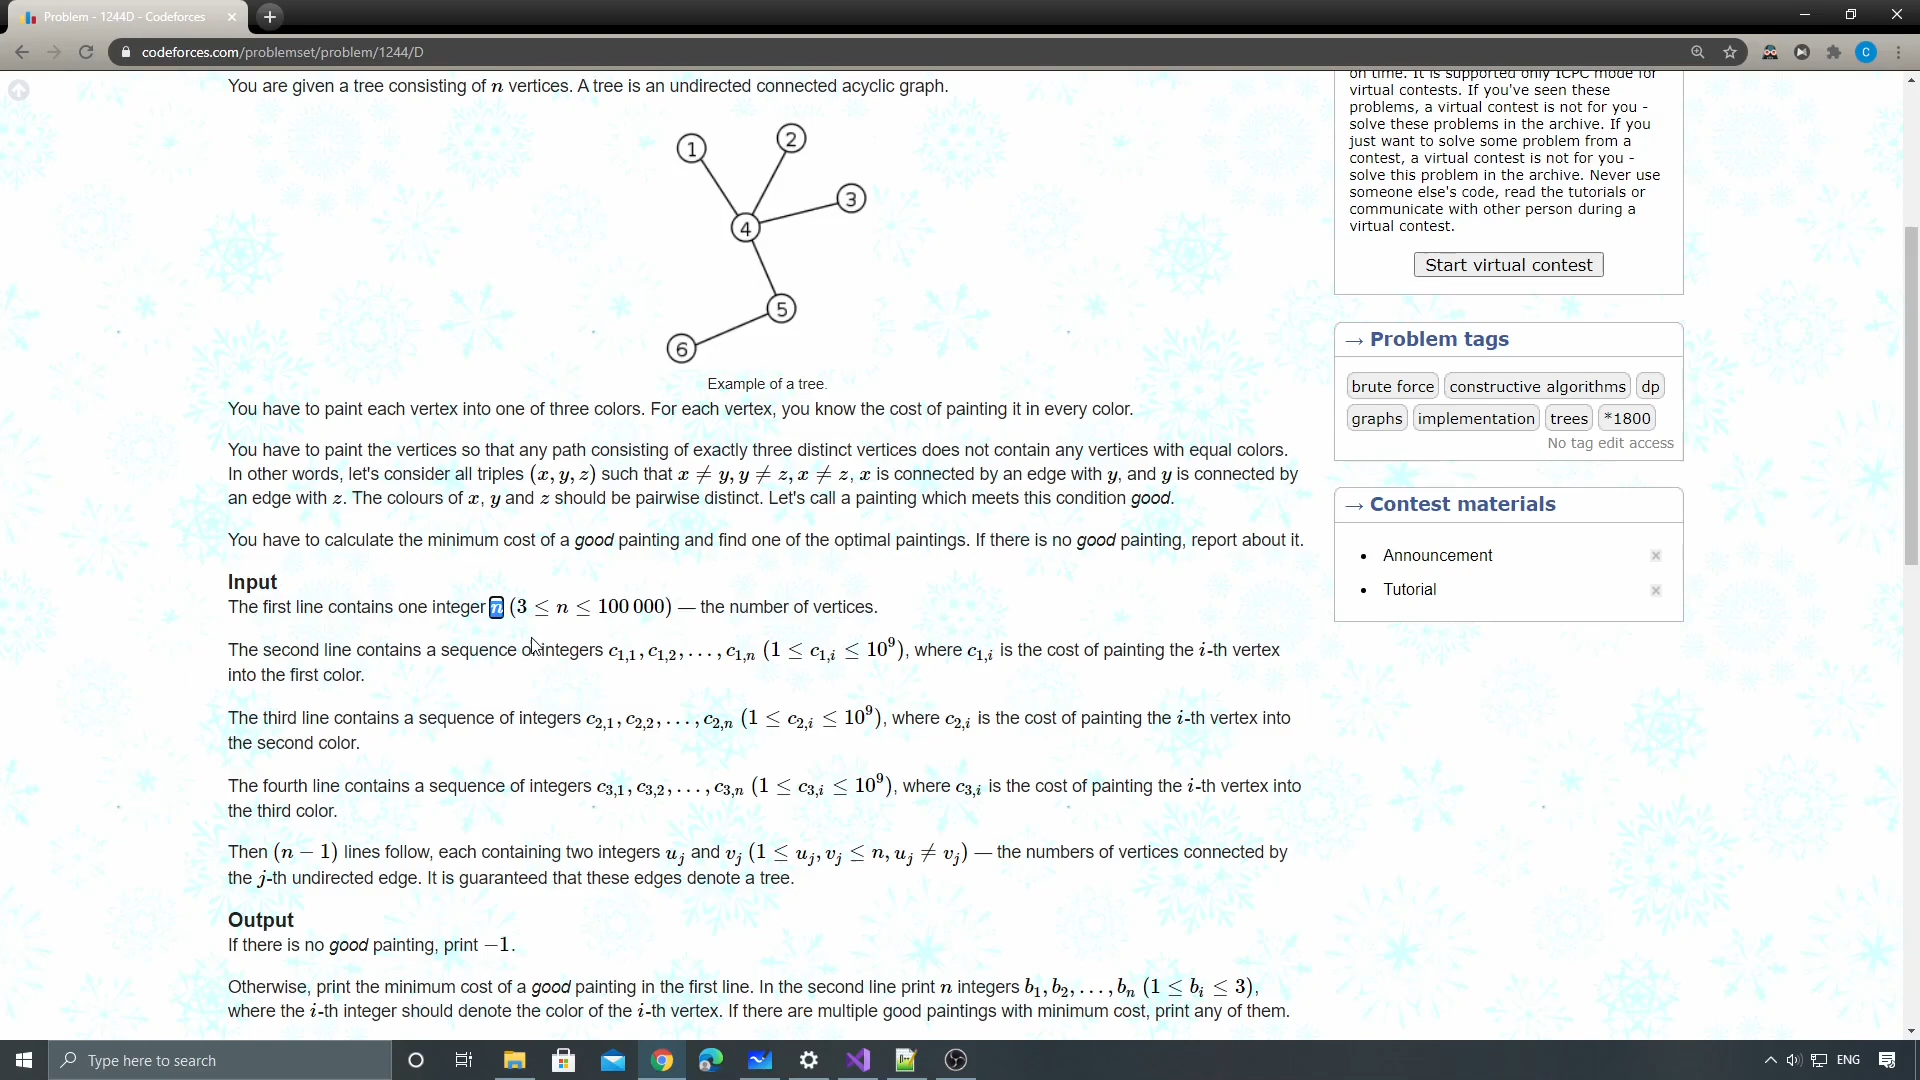 Problem - 1244D - Codeforces
codeforces.com/problemset/problem/1244/D
C
You are given a tree consisting of n vertices. A tree is an undirected connected acyclic graph.
1
2
3
4
5
6
Example of a tree.
You have to paint each vertex into one of three colors. For each vertex, you know the cost of painting it in every color.
You have to paint the vertices so that any path consisting of exactly three distinct vertices does not contain any vertices with equal colors.
In other words, let's consider all triples (x, y, z) such that x ≠ y, y ≠ z, x ≠ z, x is connected by an edge with y, and y is connected by
an edge with z. The colours of x, y and z should be pairwise distinct. Let's call a painting which meets this condition good.
You have to calculate the minimum cost of a good painting and find one of the optimal paintings. If there is no good painting, report about it.
Input
The first line contains one integer n (3 ≤ n ≤ 100 000) — the number of vertices.
The second line contains a sequence of integers c1,1, c1,2, …, c1,n (1 ≤ c1,i ≤ 10⁹), where c1,i is the cost of painting the i-th vertex
into the first color.
The third line contains a sequence of integers c2,1, c2,2, …, c2,n (1 ≤ c2,i ≤ 10⁹), where c2,i is the cost of painting the i-th vertex into
the second color.
The fourth line contains a sequence of integers c3,1, c3,2, …, c3,n (1 ≤ c3,i ≤ 10⁹), where c3,i is the cost of painting the i-th vertex into
the third color.
Then (n − 1) lines follow, each containing two integers uj and vj (1 ≤ uj, vj ≤ n, uj ≠ vj) — the numbers of vertices connected by
the j-th undirected edge. It is guaranteed that these edges denote a tree.
Output
If there is no good painting, print −1.
Otherwise, print the minimum cost of a good painting in the first line. In the second line print n integers b1, b2, …, bn (1 ≤ bi ≤ 3),
where the i-th integer should denote the color of the i-th vertex. If there are multiple good paintings with minimum cost, print any of them.
on time. It is supported only ICPC mode for
virtual contests. If you've seen these
problems, a virtual contest is not for you -
solve these problems in the archive. If you
just want to solve some problem from a
contest, a virtual contest is not for you -
solve this problem in the archive. Never use
someone else's code, read the tutorials or
communicate with other person during a
virtual contest.
Start virtual contest
→ Problem tags
brute force constructive algorithms dp
graphs implementation trees *1800
No tag edit access
→ Contest materials
Announcement
Tutorial
Type here to search
ENG